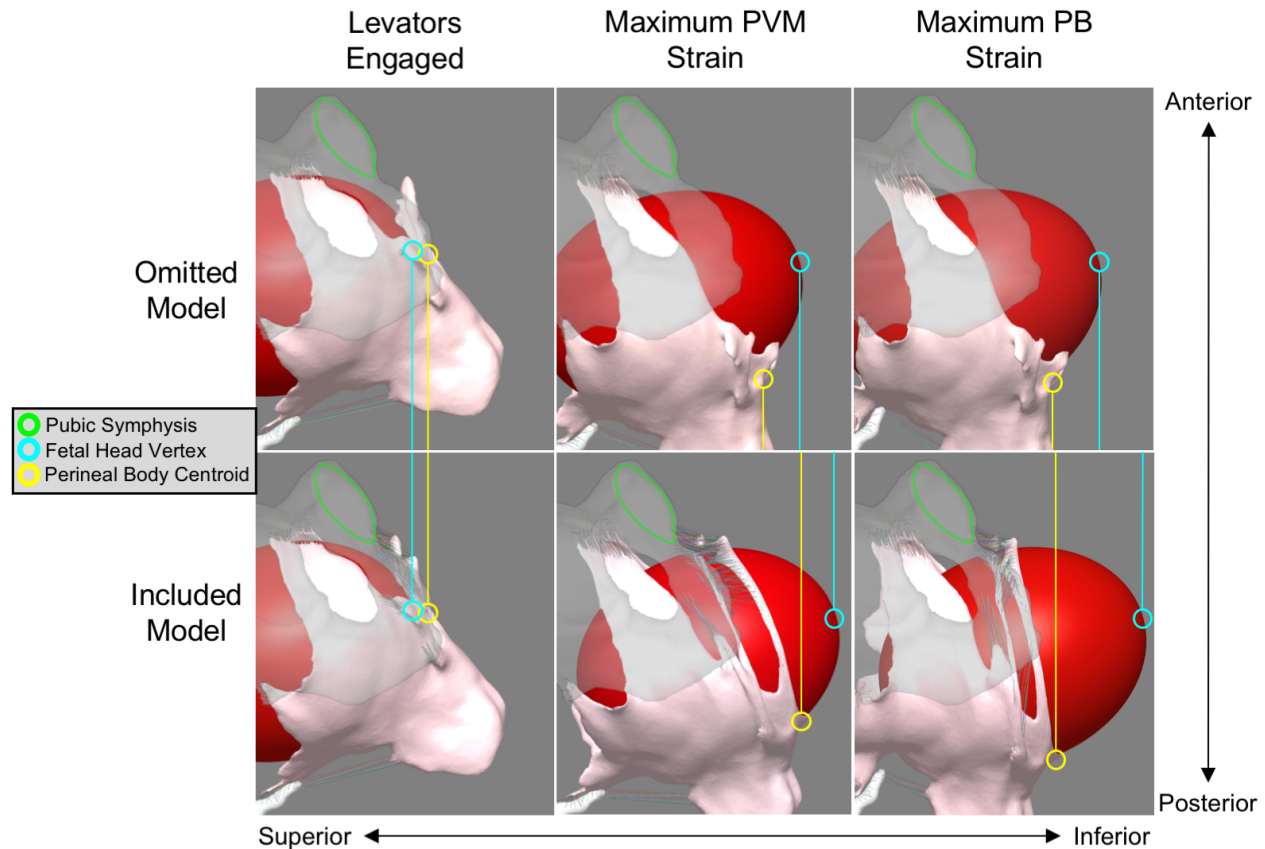 Levators
Engaged
Maximum PVM
Strain
Maximum PB
Strain
Anterior
Omitted
Model
Pubic Symphysis
Fetal Head Vertex
Perineal Body Centroid
Included
Model
Posterior
Superior
Inferior